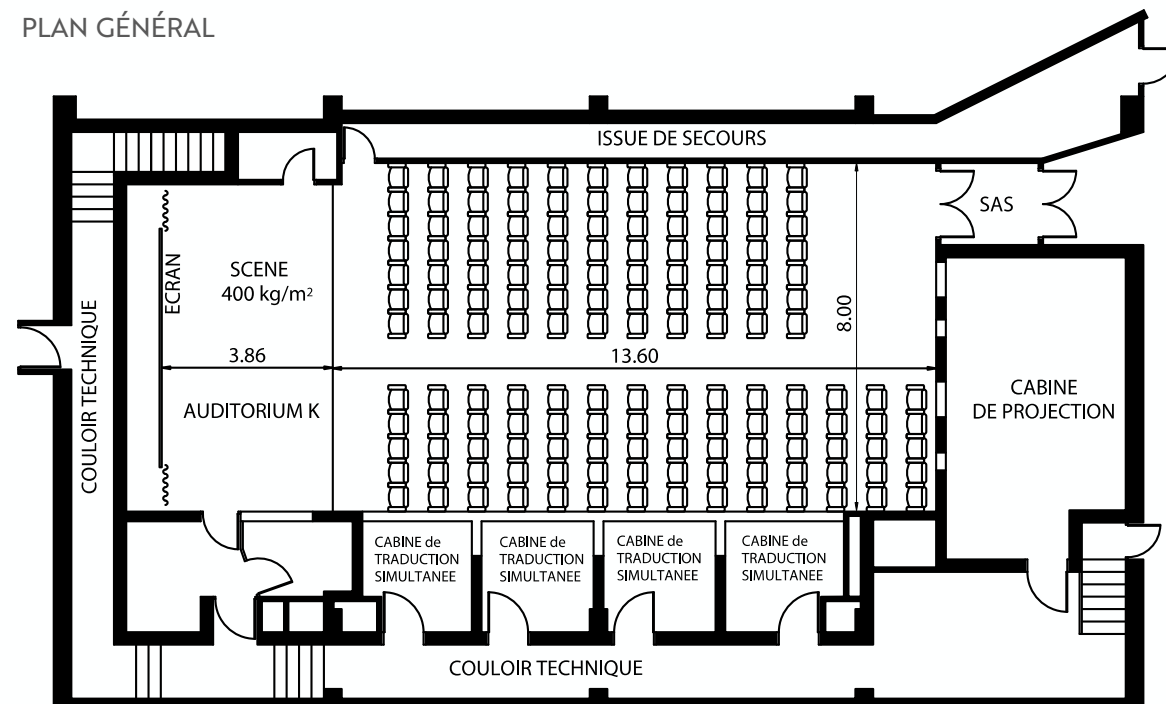 PLAN GÉNÉRAL
ISSUE DE SECOURS
SAS
SCENE
400 kg/m²
ECRAN
COULOIR TECHNIQUE
8.00
3.86
13.60
AUDITORIUM K
CABINE
DE PROJECTION
CABINE de
TRADUCTION
SIMULTANEE
CABINE de
TRADUCTION
SIMULTANEE
CABINE de
TRADUCTION
SIMULTANEE
CABINE de
TRADUCTION
SIMULTANEE
COULOIR TECHNIQUE